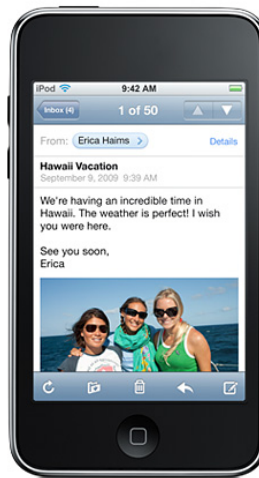 iPod 9:42 AM
Inbox (4) 1 of 50
From: Erica Haims Details
Hawaii Vacation
September 9, 2009 9:39 AM
We're having an incredible time in
Hawaii. The weather is perfect! I wish
you were here.
See you soon,
Erica